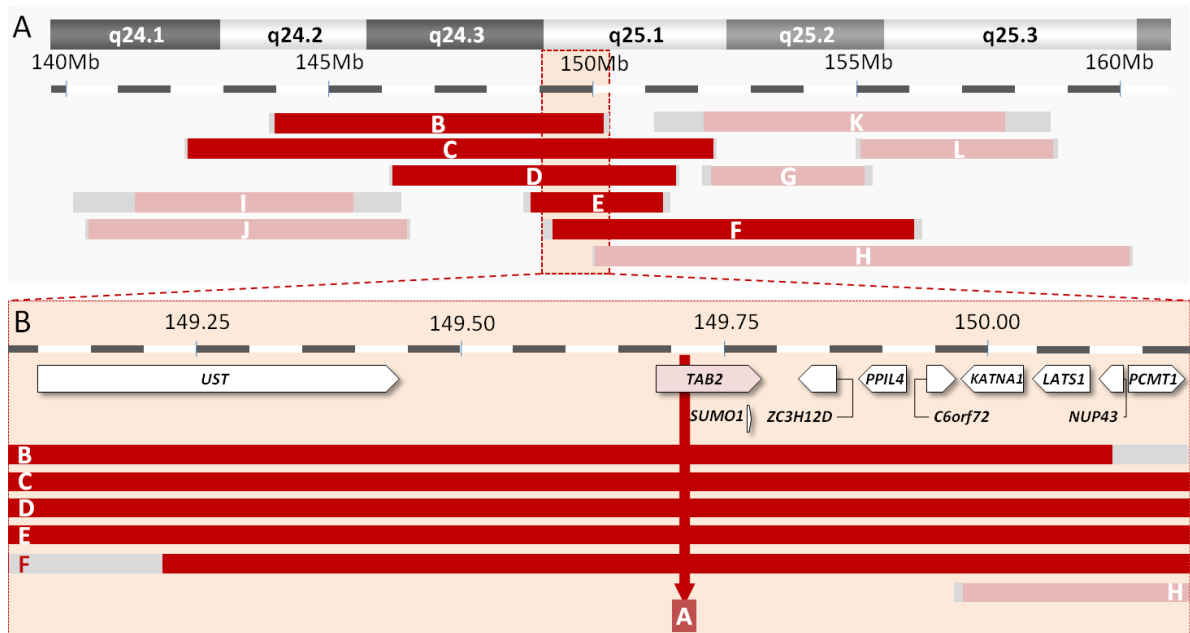 A
q24.1 q24.2 q24.3 q25.1 q25.2 q25.3
140Mb 145Mb 150Mb 155Mb 160Mb
B K
C L
D G
I E
J F
H
B
149.25 149.50 149.75 150.00
UST TAB2 PPIL4 KATNA1 LATS1 PCMT1
SUMO1 ZC3H12D C6orf72 NUP43
B
C
D
E
F
H
A